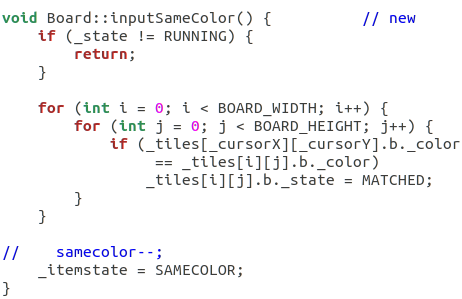 void Board::inputSameColor() {          // new
    if (_state != RUNNING) {
        return;
    }

    for (int i = 0; i < BOARD_WIDTH; i++) {
        for (int j = 0; j < BOARD_HEIGHT; j++) {
            if (_tiles[_cursorX][_cursorY].b._color
                 == _tiles[i][j].b._color)
                _tiles[i][j].b._state = MATCHED;
        }
    }

//    samecolor--;
    _itemstate = SAMECOLOR;
}